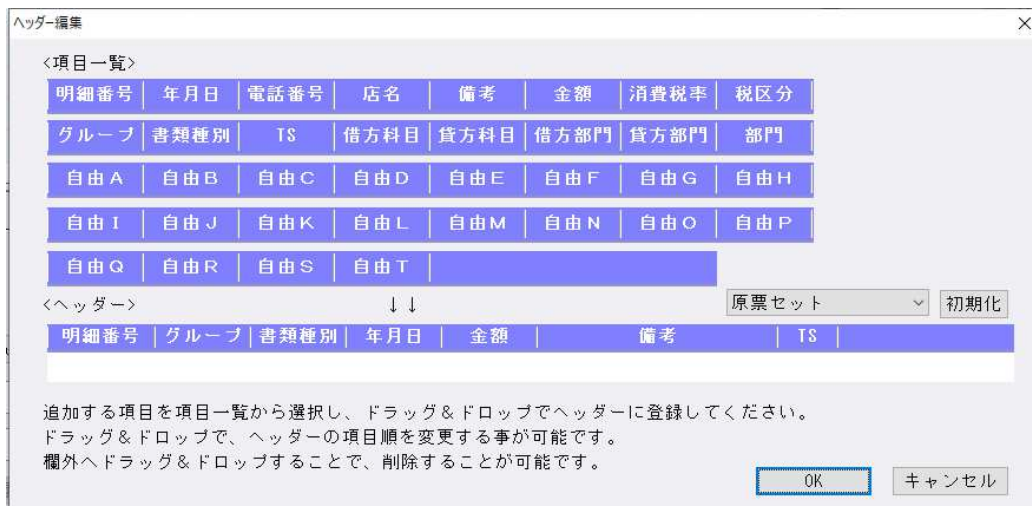 ヘッダー編集
<項目一覧>
明細番号 年月日 電話番号 店名 備考 金額 消費税率 税区分
グループ 書類種別 TS 借方科目 貸方科目 借方部門 貸方部門 部門
自由A 自由B 自由C 自由D 自由E 自由F 自由G 自由H
自由I 自由J 自由K 自由L 自由M 自由N 自由O 自由P
自由Q 自由R 自由S 自由T
<ヘッダー> ↓↓ 原票セット 初期化
明細番号 グループ 書類種別 年月日 金額 備考 TS
追加する項目を項目一覧から選択し、ドラッグ&ドロップでヘッダーに登録してください。
ドラッグ&ドロップで、ヘッダーの項目順を変更する事が可能です。
欄外へドラッグ&ドロップすることで、削除することが可能です。
OK キャンセル